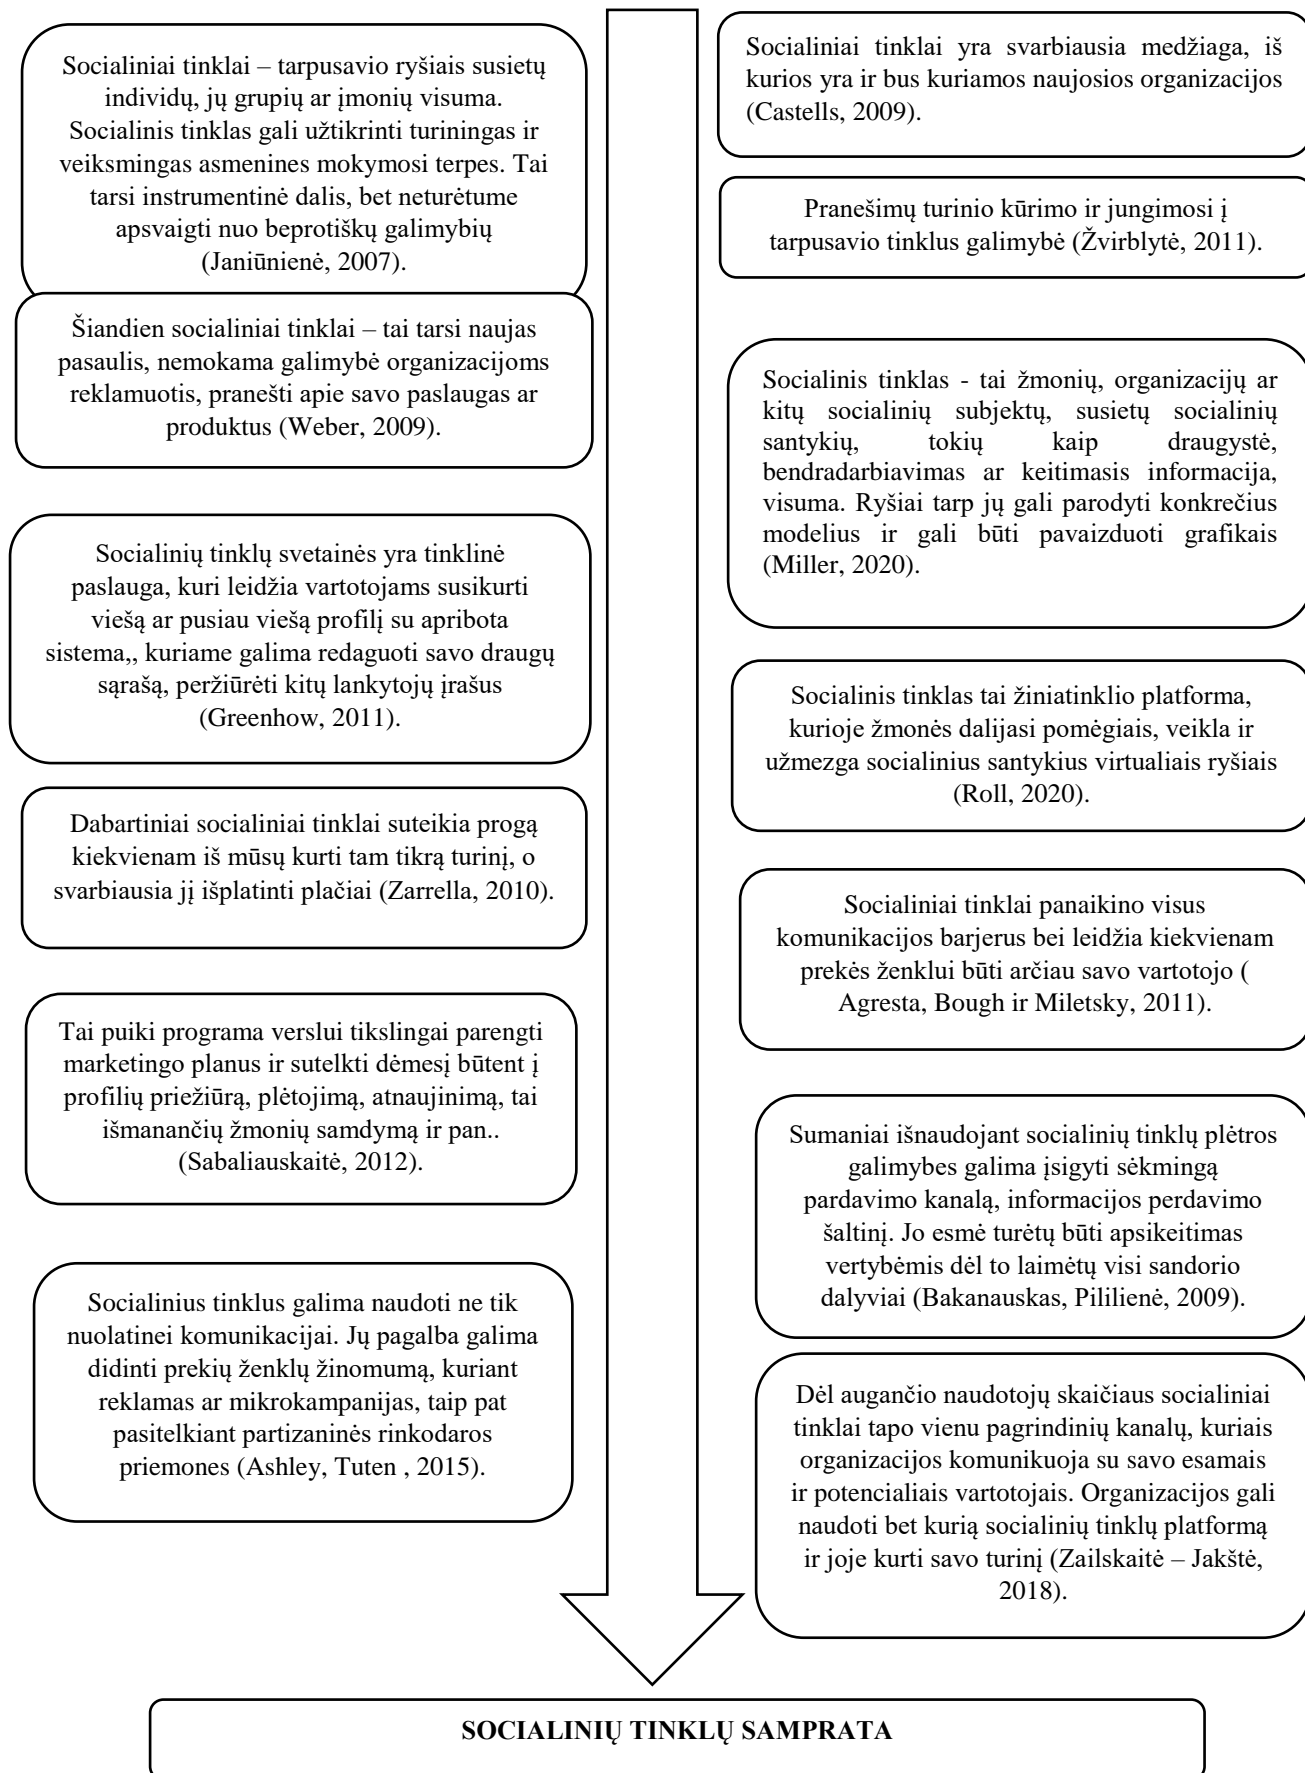 Socialiniai tinklai – tarpusavio ryšiais susietų
individų, jų grupių ar įmonių visuma.
Socialinis tinklas gali užtikrinti turiningas ir
veiksmingas asmenines mokymosi terpes. Tai
tarsi instrumentinė dalis, bet neturėtume
apsvaigti nuo beprotiškų galimybių
(Janiūnienė, 2007).
Šiandien socialiniai tinklai – tai tarsi naujas
pasaulis, nemokama galimybė organizacijoms
reklamuotis, pranešti apie savo paslaugas ar
produktus (Weber, 2009).
Socialinių tinklų svetainės yra tinklinė
paslauga, kuri leidžia vartotojams susikurti
viešą ar pusiau viešą profilį su apribota
sistema,, kuriame galima redaguoti savo draugų
sąrašą, peržiūrėti kitų lankytojų įrašus
(Greenhow, 2011).
Dabartiniai socialiniai tinklai suteikia progą
kiekvienam iš mūsų kurti tam tikrą turinį, o
svarbiausia jį išplatinti plačiai (Zarrella, 2010).
Tai puiki programa verslui tikslingai parengti
marketingo planus ir sutelkti dėmesį būtent į
profilių priežiūrą, plėtojimą, atnaujinimą, tai
išmanančių žmonių samdymą ir pan..
(Sabaliauskaitė, 2012).
Socialinius tinklus galima naudoti ne tik
nuolatinei komunikacijai. Jų pagalba galima
didinti prekių ženklų žinomumą, kuriant
reklamas ar mikrokampanijas, taip pat
pasitelkiant partizaninės rinkodaros
priemones (Ashley, Tuten , 2015).
Socialiniai tinklai yra svarbiausia medžiaga, iš
kurios yra ir bus kuriamos naujosios organizacijos
(Castells, 2009).
Pranešimų turinio kūrimo ir jungimosi į
tarpusavio tinklus galimybė (Žvirblytė, 2011).
Socialinis tinklas - tai žmonių, organizacijų ar
kitų socialinių subjektų, susietų socialinių
santykių, tokių kaip draugystė,
bendradarbiavimas ar keitimasis informacija,
visuma. Ryšiai tarp jų gali parodyti konkrečius
modelius ir gali būti pavaizduoti grafikais
(Miller, 2020).
Socialinis tinklas tai žiniatinklio platforma,
kurioje žmonės dalijasi pomėgiais, veikla ir
užmezga socialinius santykius virtualiais ryšiais
(Roll, 2020).
Socialiniai tinklai panaikino visus
komunikacijos barjerus bei leidžia kiekvienam
prekės ženklui būti arčiau savo vartotojo (
Agresta, Bough ir Miletsky, 2011).
Sumaniai išnaudojant socialinių tinklų plėtros
galimybes galima įsigyti sėkmingą
pardavimo kanalą, informacijos perdavimo
šaltinį. Jo esmė turėtų būti apsikeitimas
vertybėmis dėl to laimėtų visi sandorio
dalyviai (Bakanauskas, Pililienė, 2009).
Dėl augančio naudotojų skaičiaus socialiniai
tinklai tapo vienu pagrindinių kanalų, kuriais
organizacijos komunikuoja su savo esamais
ir potencialiais vartotojais. Organizacijos gali
naudoti bet kurią socialinių tinklų platformą
ir joje kurti savo turinį (Zailskaitė – Jakštė,
2018).
SOCIALINIŲ TINKLŲ SAMPRATA